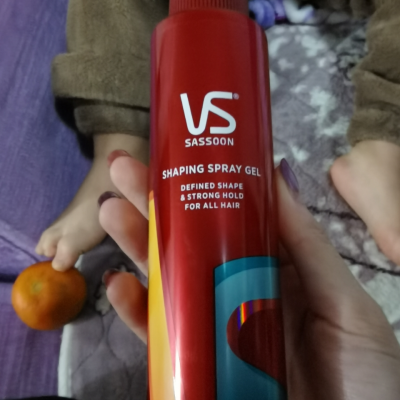 VS
SASSOON
SHAPING SPRAY GEL
DEFINED SHAPE
& STRONG HOLD
FOR ALL HAIR